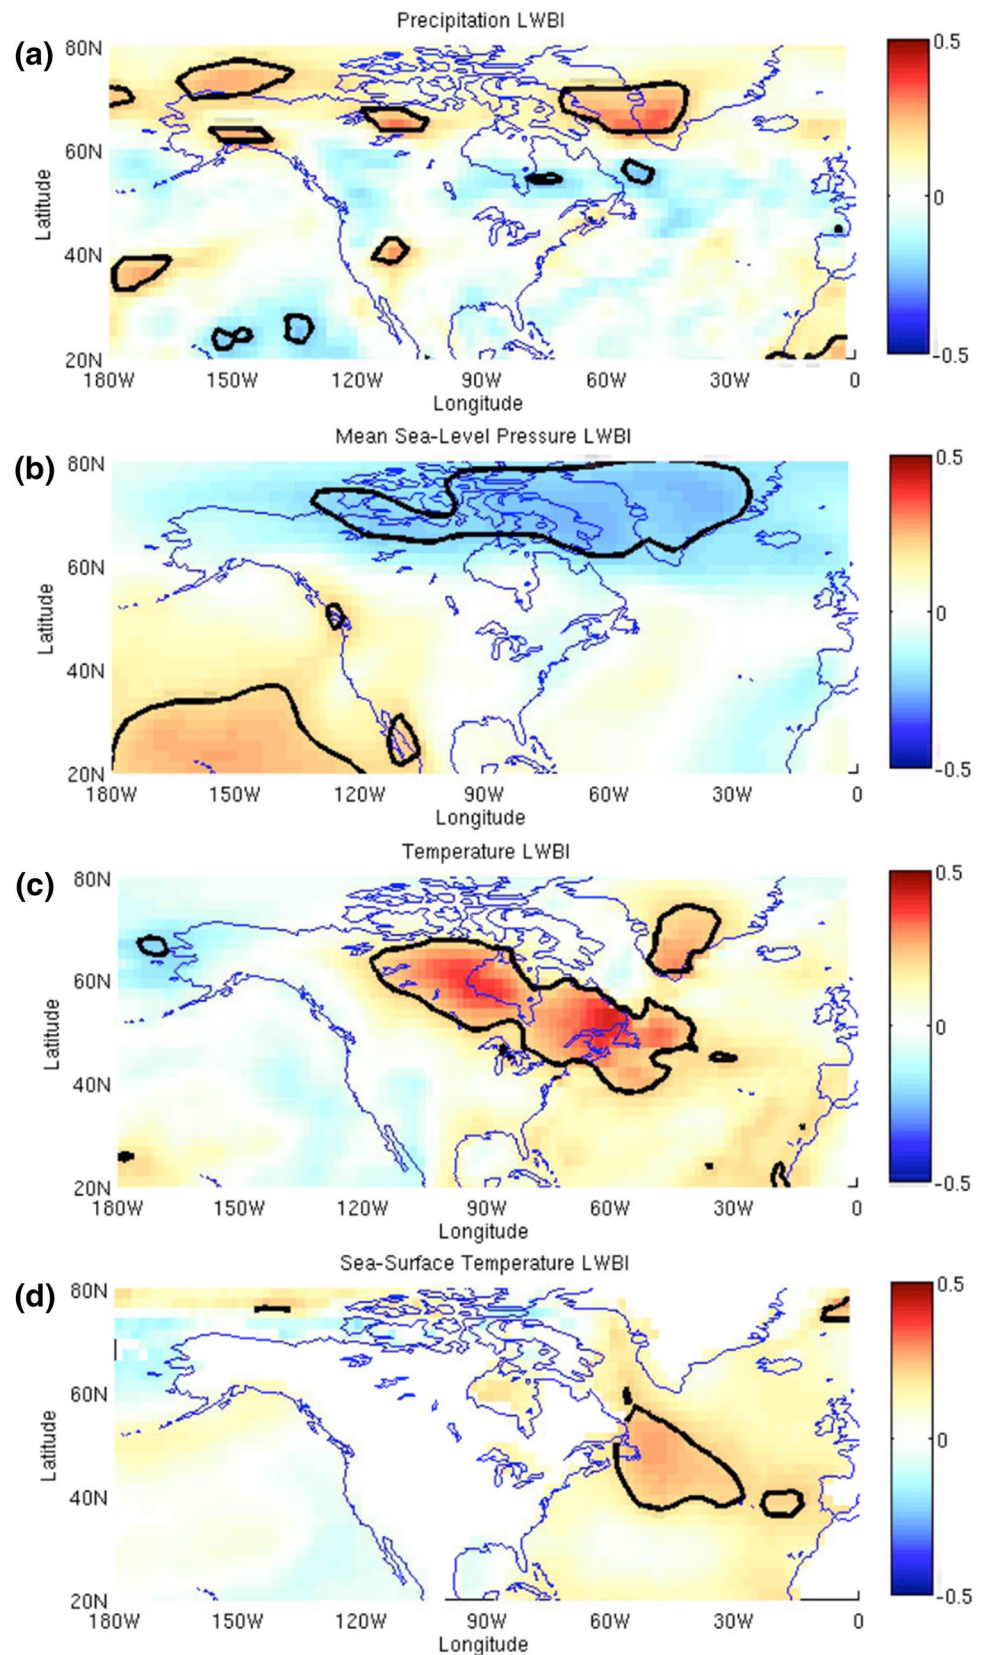 Precipitation LWBI
(a)
80N
60N
40N
20N
Latitude
180W 150W 120W 90W 60W 30W 0
Longitude
0.5
0
-0.5
Mean Sea-Level Pressure LWBI
(b)
80N
60N
40N
20N
Latitude
180W 150W 120W 90W 60W 30W 0
Longitude
0.5
0
-0.5
Temperature LWBI
(c)
80N
60N
40N
20N
Latitude
180W 150W 120W 90W 60W 30W 0
Longitude
0.5
0
-0.5
Sea-Surface Temperature LWBI
(d)
80N
60N
40N
20N
Latitude
180W 150W 120W 90W 60W 30W 0
Longitude
0.5
0
-0.5